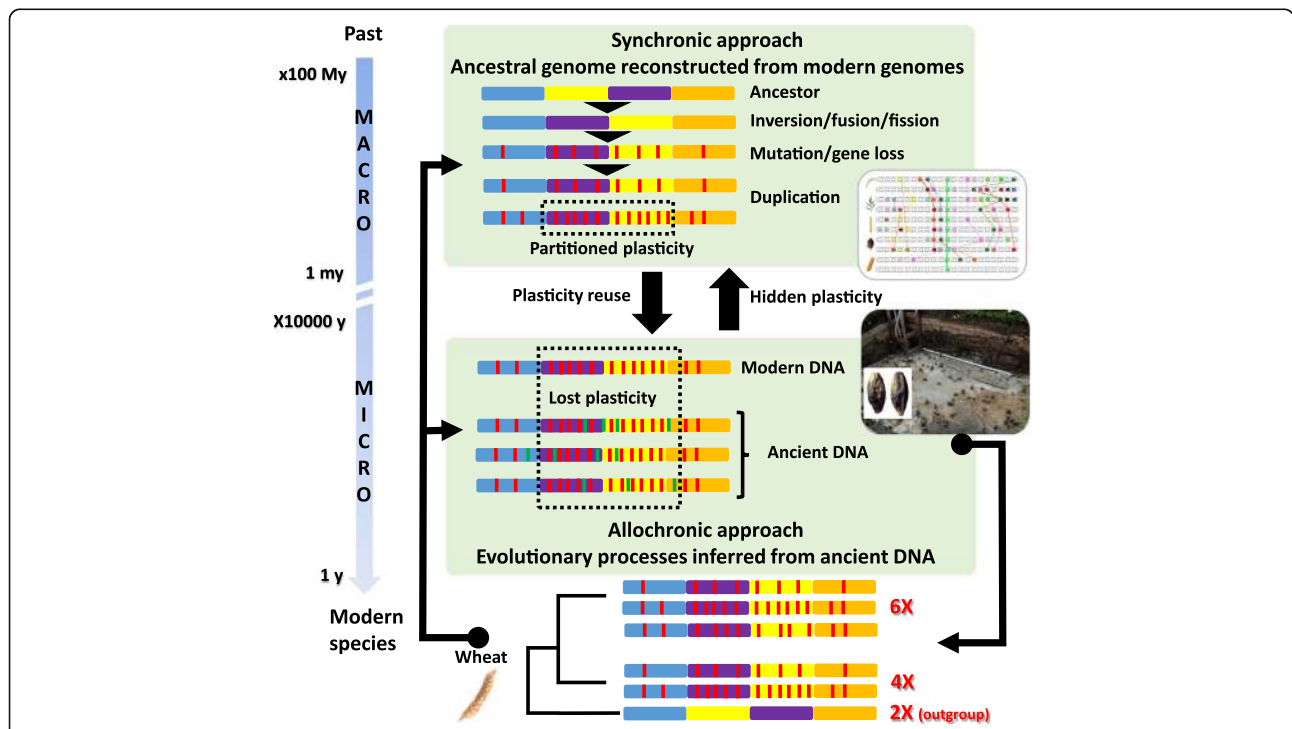 Past
x100 My
MACRO
1 my
X10000 y
MICRO
1 y
Modern
species
Wheat
Synchronic approach
Ancestral genome reconstructed from modern genomes
Ancestor
Inversion/fusion/fission
Mutation/gene loss
Duplication
Partitioned plasticity
Plasticity reuse
Hidden plasticity
Modern DNA
Lost plasticity
Ancient DNA
Allochronic approach
Evolutionary processes inferred from ancient DNA
6X
4X
2X (outgroup)